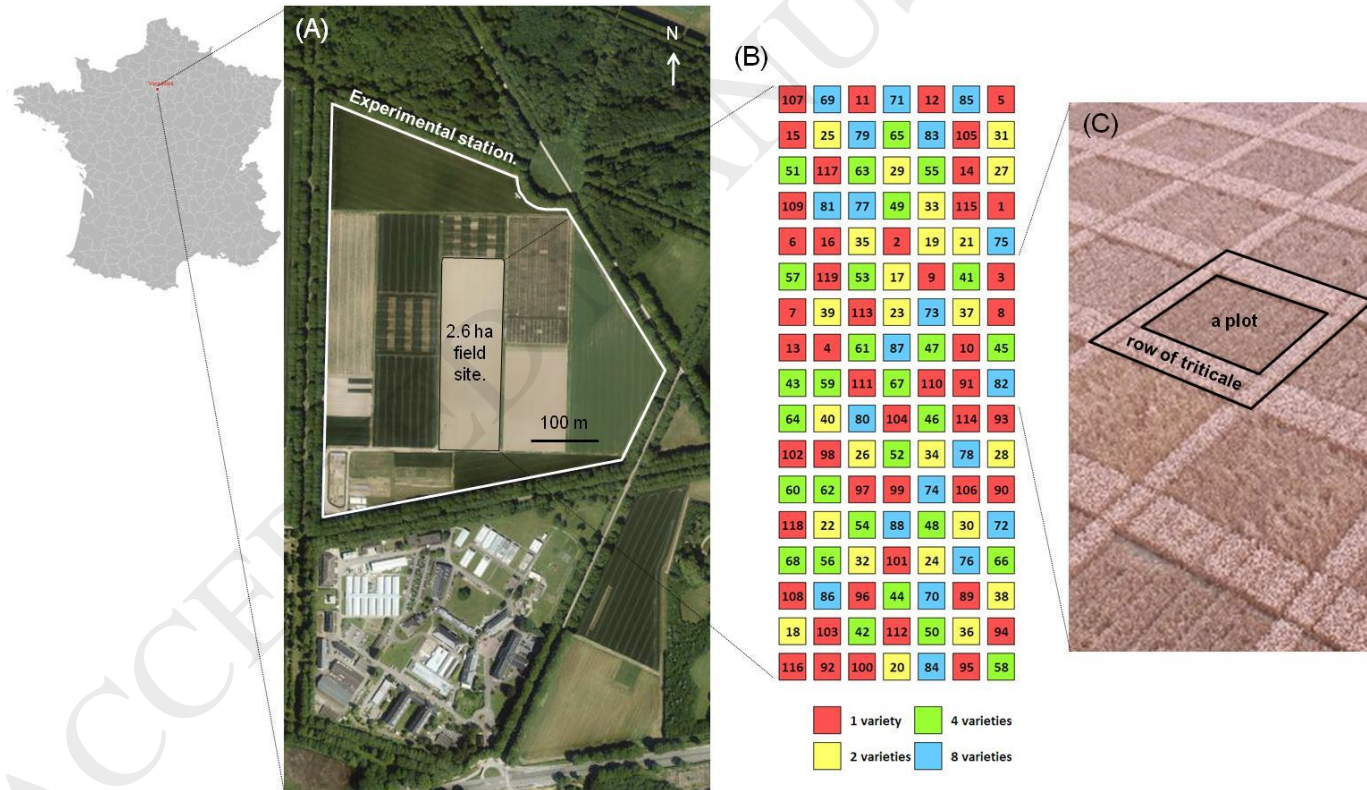 (A)
N
Experimental station.
2.6 ha
field
site.
100 m
(B)
107 69 11 71 12 85 5
15 25 79 65 83 105 31
51 117 63 29 55 14 27
109 81 77 49 33 115 1
6 16 35 2 19 21 75
57 119 53 17 9 41 3
7 39 113 23 73 37 8
13 4 61 87 47 10 45
43 59 111 67 110 91 82
64 40 80 104 46 114 93
102 98 26 52 34 78 28
60 62 97 99 74 106 90
118 22 54 88 48 30 72
68 56 32 101 24 76 66
108 86 96 44 70 89 38
18 103 42 112 50 36 94
116 92 100 20 84 95 58
1 variety
4 varieties
2 varieties
8 varieties
(C)
a plot
row of triticale